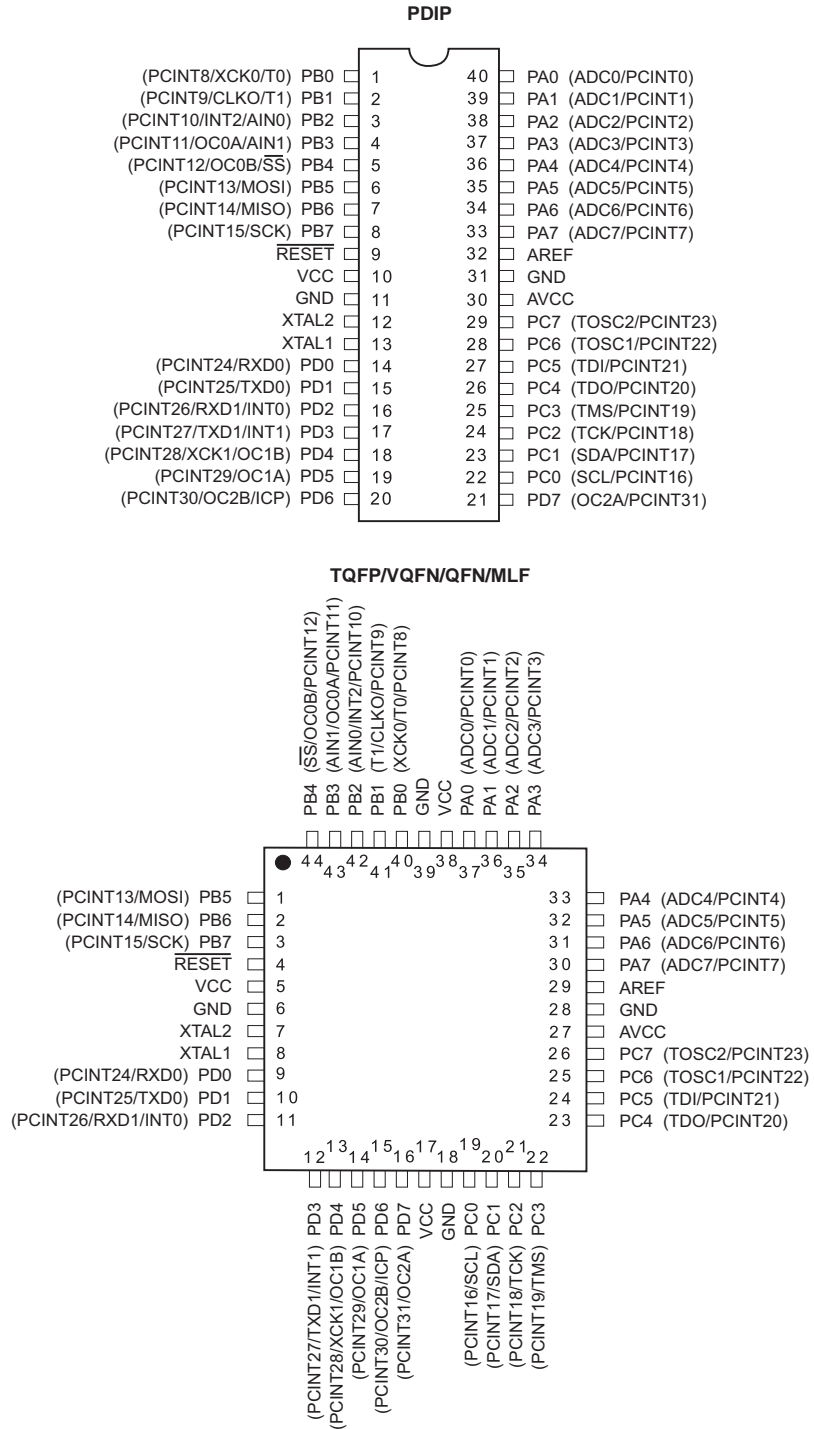 PDIP
(PCINT8/XCK0/T0) PB0 1 40 PA0 (ADC0/PCINT0)
(PCINT9/CLKO/T1) PB1 2 39 PA1 (ADC1/PCINT1)
(PCINT10/INT2/AIN0) PB2 3 38 PA2 (ADC2/PCINT2)
(PCINT11/OC0A/AIN1) PB3 4 37 PA3 (ADC3/PCINT3)
(PCINT12/OC0B/SS) PB4 5 36 PA4 (ADC4/PCINT4)
(PCINT13/MOSI) PB5 6 35 PA5 (ADC5/PCINT5)
(PCINT14/MISO) PB6 7 34 PA6 (ADC6/PCINT6)
(PCINT15/SCK) PB7 8 33 PA7 (ADC7/PCINT7)
RESET 9 32 AREF
VCC 10 31 GND
GND 11 30 AVCC
XTAL2 12 29 PC7 (TOSC2/PCINT23)
XTAL1 13 28 PC6 (TOSC1/PCINT22)
(PCINT24/RXD0) PD0 14 27 PC5 (TDI/PCINT21)
(PCINT25/TXD0) PD1 15 26 PC4 (TDO/PCINT20)
(PCINT26/RXD1/INT0) PD2 16 25 PC3 (TMS/PCINT19)
(PCINT27/TXD1/INT1) PD3 17 24 PC2 (TCK/PCINT18)
(PCINT28/XCK1/OC1B) PD4 18 23 PC1 (SDA/PCINT17)
(PCINT29/OC1A) PD5 19 22 PC0 (SCL/PCINT16)
(PCINT30/OC2B/ICP) PD6 20 21 PD7 (OC2A/PCINT31)
TQFP/VQFN/QFN/MLF
PB4 (SS/OC0B/PCINT12)
PB3 (AIN1/OC0A/PCINT11)
PB2 (AIN0/INT2/PCINT10)
PB1 (T1/CLKO/PCINT9)
PB0 (XCK0/T0/PCINT8)
GND
VCC
PA0 (ADC0/PCINT0)
PA1 (ADC1/PCINT1)
PA2 (ADC2/PCINT2)
PA3 (ADC3/PCINT3)
44 43 42 41 40 39 38 37 36 35 34
(PCINT13/MOSI) PB5 1 33 PA4 (ADC4/PCINT4)
(PCINT14/MISO) PB6 2 32 PA5 (ADC5/PCINT5)
(PCINT15/SCK) PB7 3 31 PA6 (ADC6/PCINT6)
RESET 4 30 PA7 (ADC7/PCINT7)
VCC 5 29 AREF
GND 6 28 GND
XTAL2 7 27 AVCC
XTAL1 8 26 PC7 (TOSC2/PCINT23)
(PCINT24/RXD0) PD0 9 25 PC6 (TOSC1/PCINT22)
(PCINT25/TXD0) PD1 10 24 PC5 (TDI/PCINT21)
(PCINT26/RXD1/INT0) PD2 11 23 PC4 (TDO/PCINT20)
12 13 14 15 16 17 18 19 20 21 22
(PCINT27/TXD1/INT1) PD3
(PCINT28/XCK1/OC1B) PD4
(PCINT29/OC1A) PD5
(PCINT30/OC2B/ICP) PD6
(PCINT31/OC2A) PD7
VCC
GND
(PCINT16/SCL) PC0
(PCINT17/SDA) PC1
(PCINT18/TCK) PC2
(PCINT19/TMS) PC3